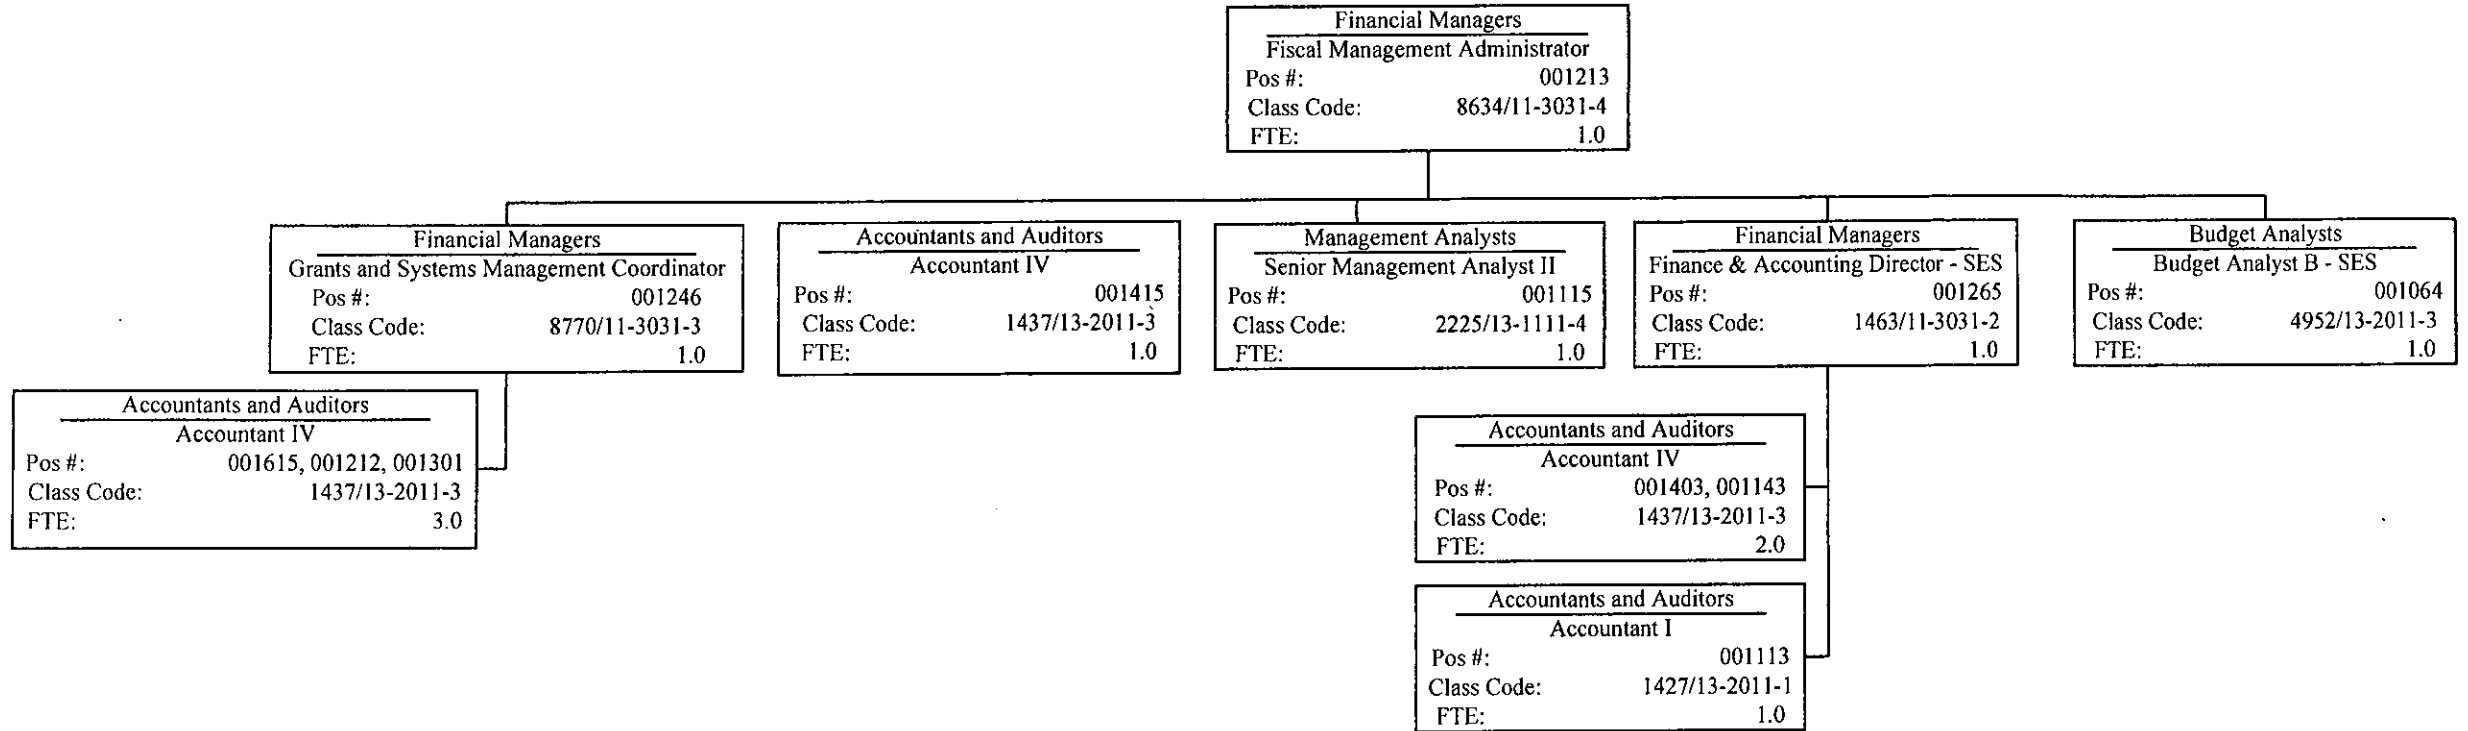 Financial Managers
Fiscal Management Administrator
Pos #: 001213
Class Code: 8634/11-3031-4
FTE: 1.0
Financial Managers
Grants and Systems Management Coordinator
Pos #: 001246
Class Code: 8770/11-3031-3
FTE: 1.0
Accountants and Auditors
Accountant IV
Pos #: 001415
Class Code: 1437/13-2011-3
FTE: 1.0
Management Analysts
Senior Management Analyst II
Pos #: 001115
Class Code: 2225/13-1111-4
FTE: 1.0
Financial Managers
Finance & Accounting Director - SES
Pos #: 001265
Class Code: 1463/11-3031-2
FTE: 1.0
Budget Analysts
Budget Analyst B - SES
Pos #: 001064
Class Code: 4952/13-2011-3
FTE: 1.0
Accountants and Auditors
Accountant IV
Pos #: 001615, 001212, 001301
Class Code: 1437/13-2011-3
FTE: 3.0
Accountants and Auditors
Accountant IV
Pos #: 001403, 001143
Class Code: 1437/13-2011-3
FTE: 2.0
Accountants and Auditors
Accountant I
Pos #: 001113
Class Code: 1427/13-2011-1
FTE: 1.0